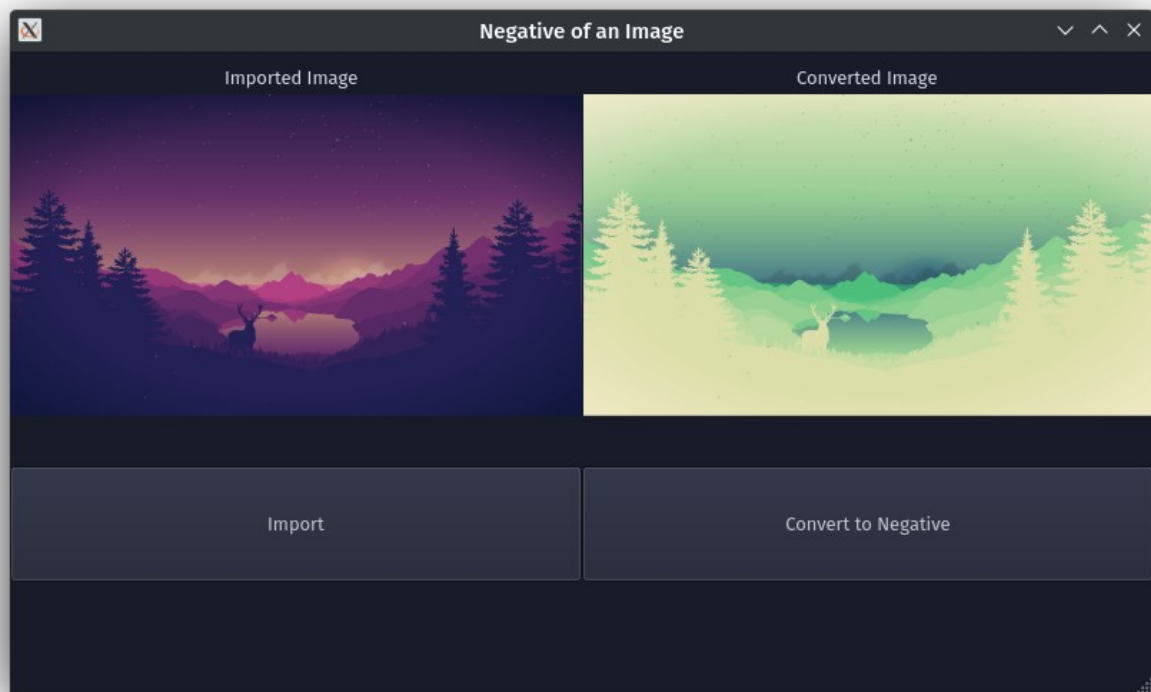 Negative of an Image
Imported Image
Converted Image
Import
Convert to Negative